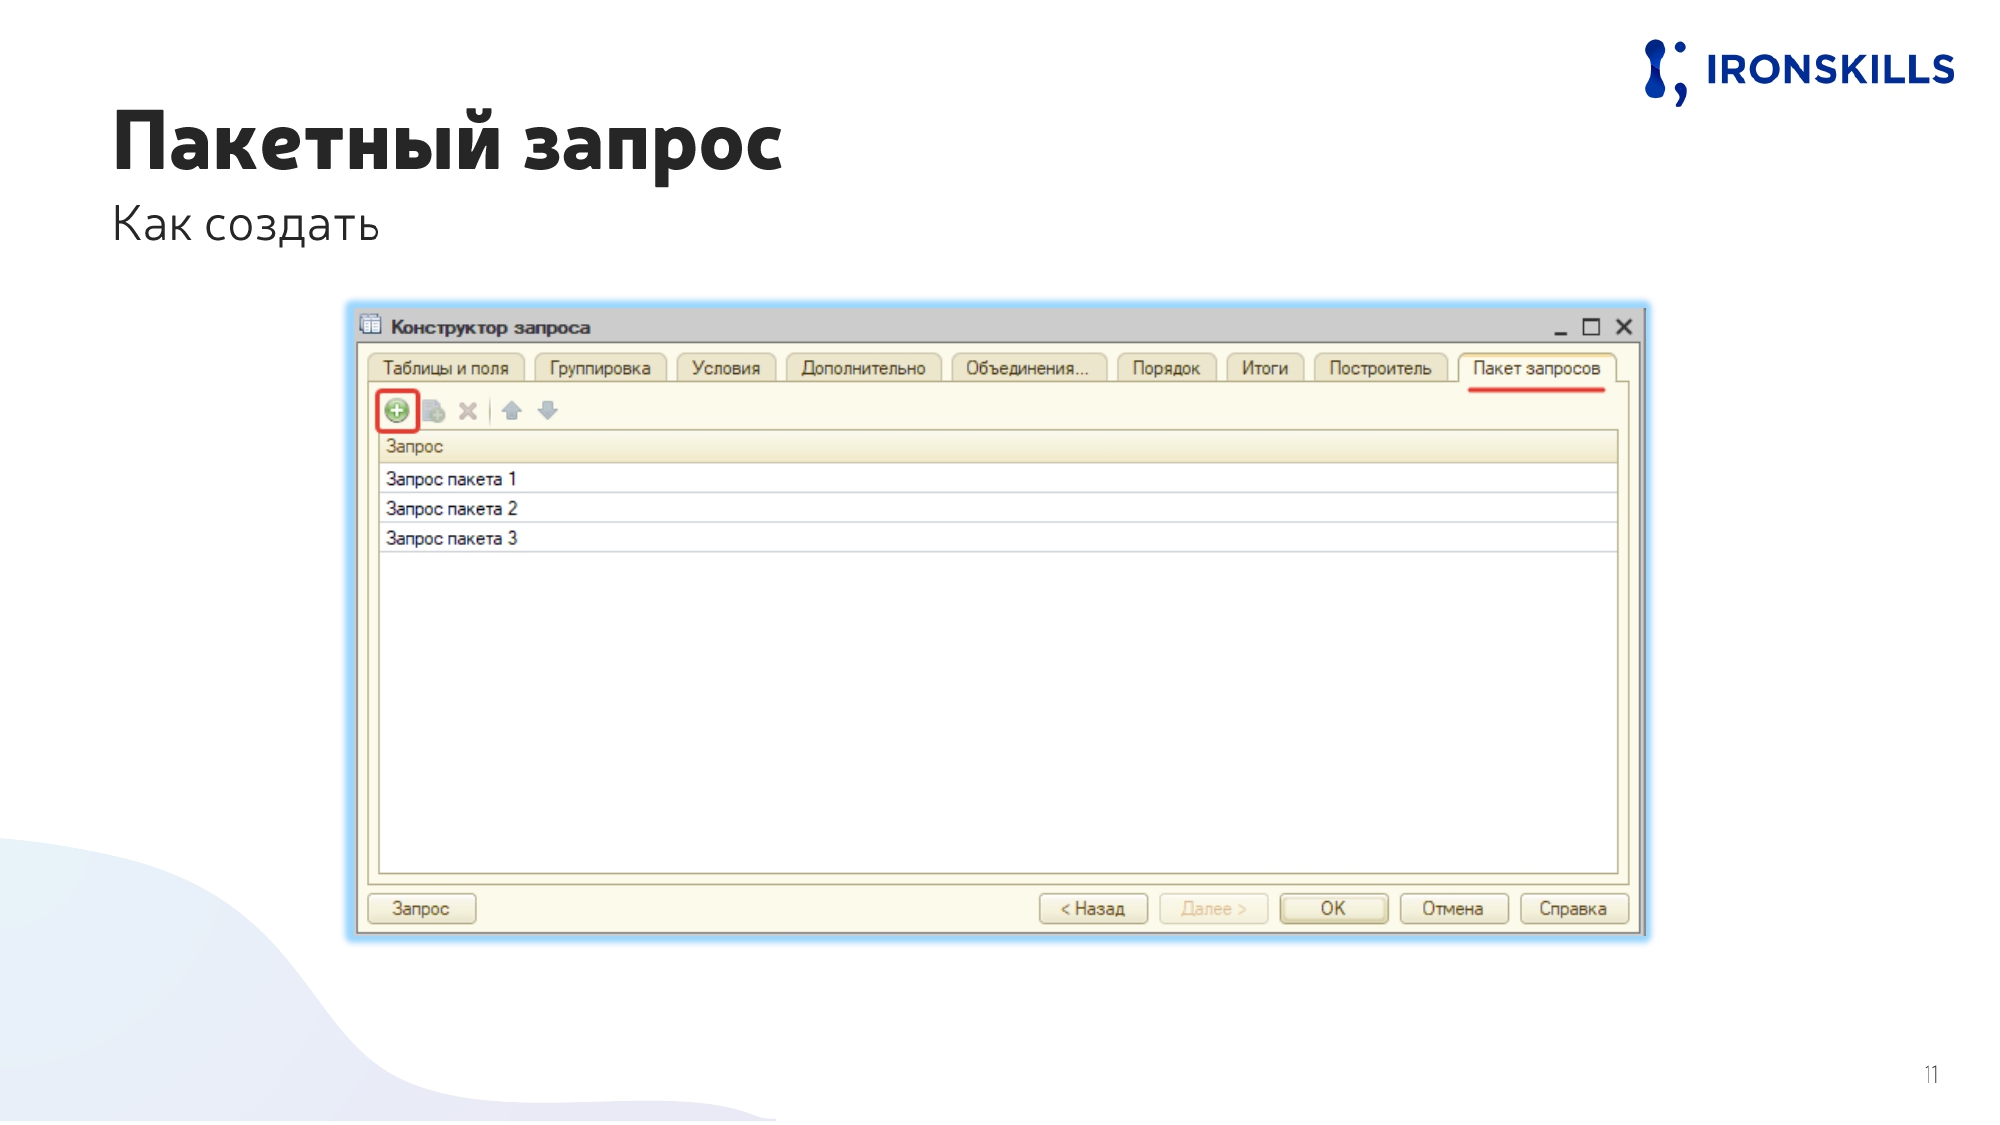 IRONSKILLS
Пакетный запрос
Как создать
Конструктор запроса
Таблицы и поля Группировка Условия Дополнительно Объединения... Порядок Итоги Построитель Пакет запросов
Запрос
Запрос пакета 1
Запрос пакета 2
Запрос пакета 3
Запрос < Назад Далее > OK Отмена Справка
11